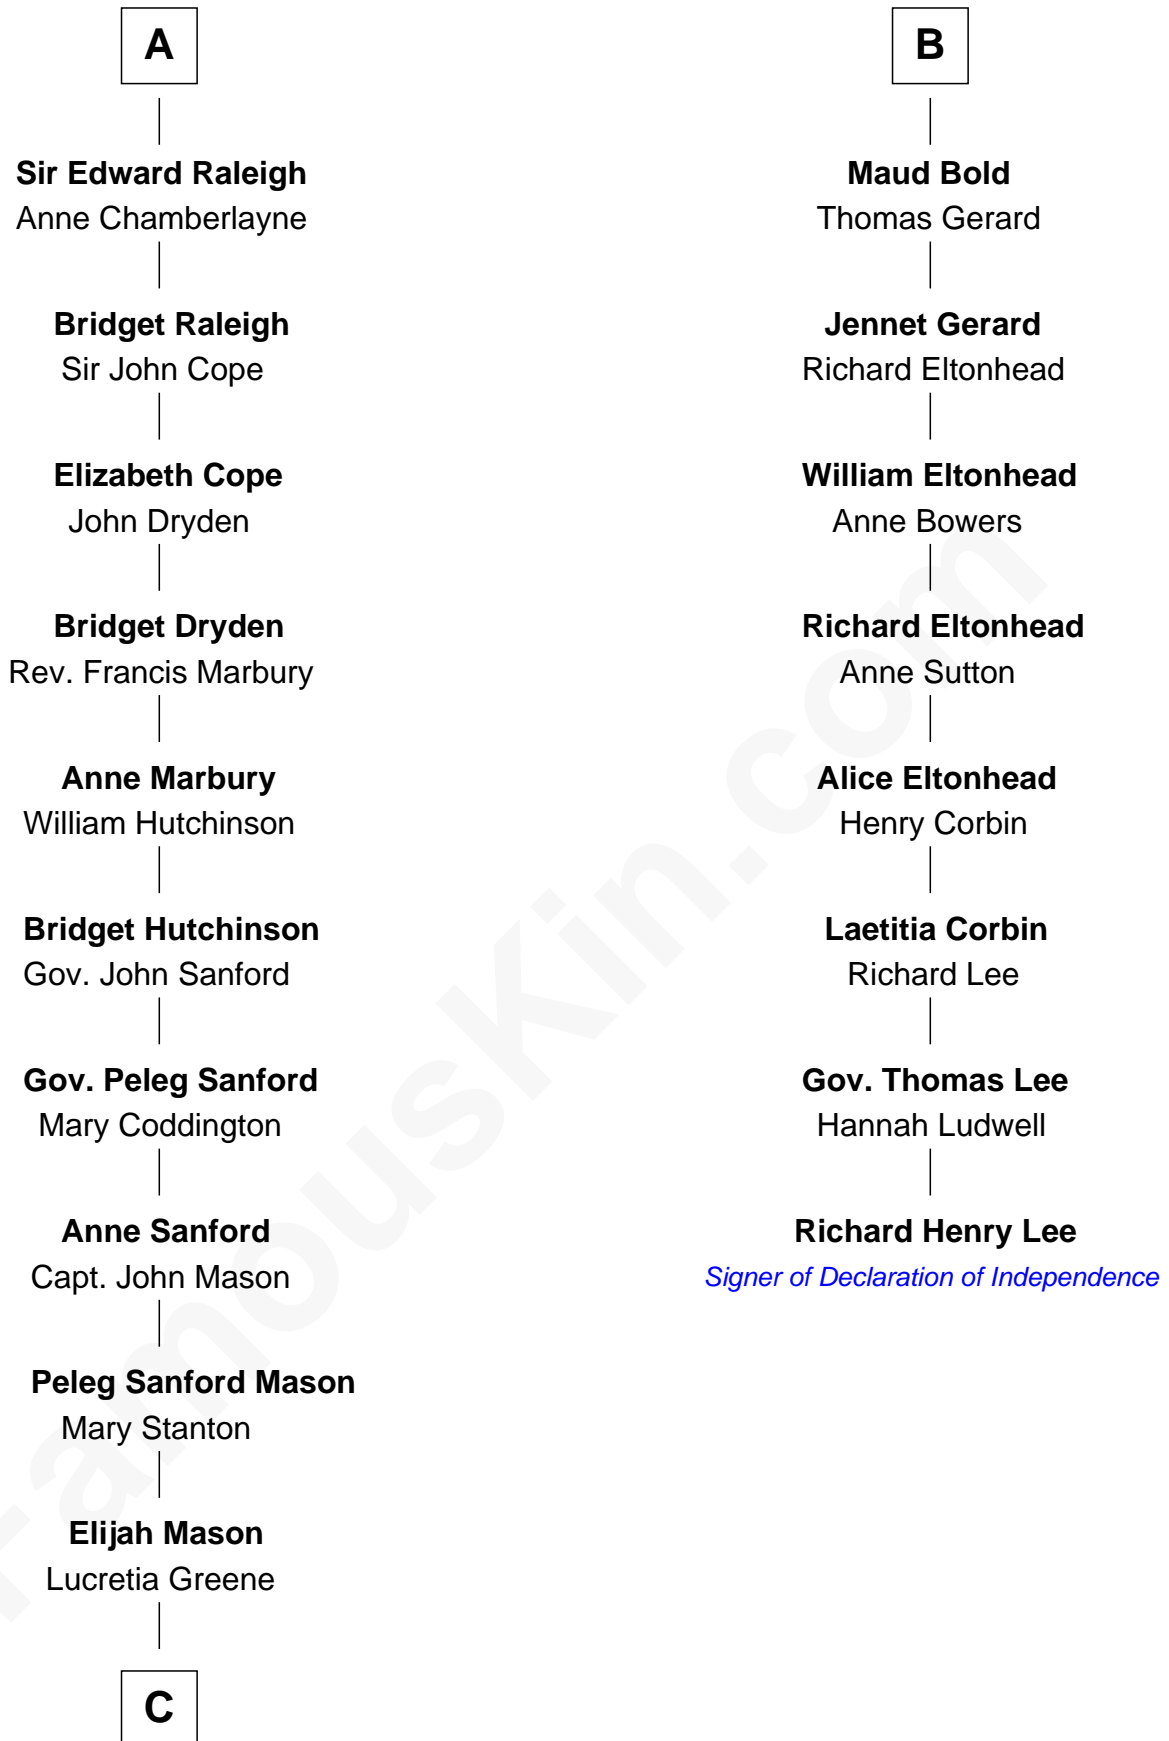 A
Sir Edward Raleigh
Anne Chamberlayne
Bridget Raleigh
Sir John Cope
Elizabeth Cope
John Dryden
Bridget Dryden
Rev. Francis Marbury
Anne Marbury
William Hutchinson
Bridget Hutchinson
Gov. John Sanford
Gov. Peleg Sanford
Mary Coddington
Anne Sanford
Capt. John Mason
Peleg Sanford Mason
Mary Stanton
Elijah Mason
Lucretia Greene
C
B
Maud Bold
Thomas Gerard
Jennet Gerard
Richard Eltonhead
William Eltonhead
Anne Bowers
Richard Eltonhead
Anne Sutton
Alice Eltonhead
Henry Corbin
Laetitia Corbin
Richard Lee
Gov. Thomas Lee
Hannah Ludwell
Richard Henry Lee
Signer of Declaration of Independence
FamousKin.com